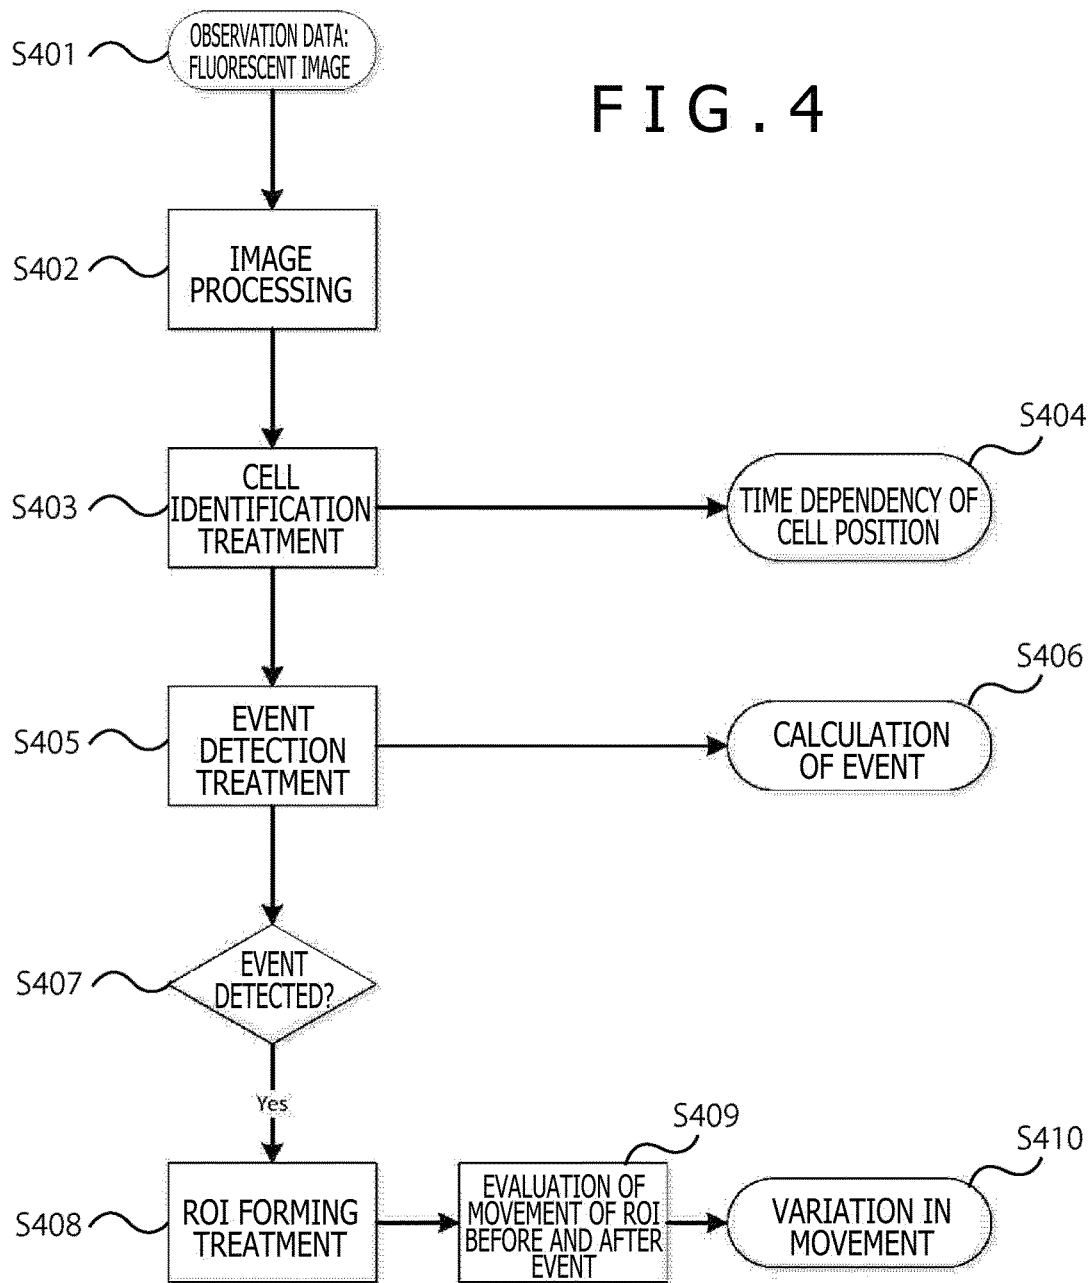 S401
OBSERVATION DATA:
FLUORESCENT IMAGE
FIG.4
S402
IMAGE
PROCESSING
S403
CELL
IDENTIFICATION
TREATMENT
S404
TIME DEPENDENCY OF
CELL POSITION
S405
EVENT
DETECTION
TREATMENT
S406
CALCULATION
OF EVENT
S407
EVENT
DETECTED?
Yes
S408
ROI FORMING
TREATMENT
S409
EVALUATION OF
MOVEMENT OF ROI
BEFORE AND AFTER
EVENT
S410
VARIATION IN
MOVEMENT